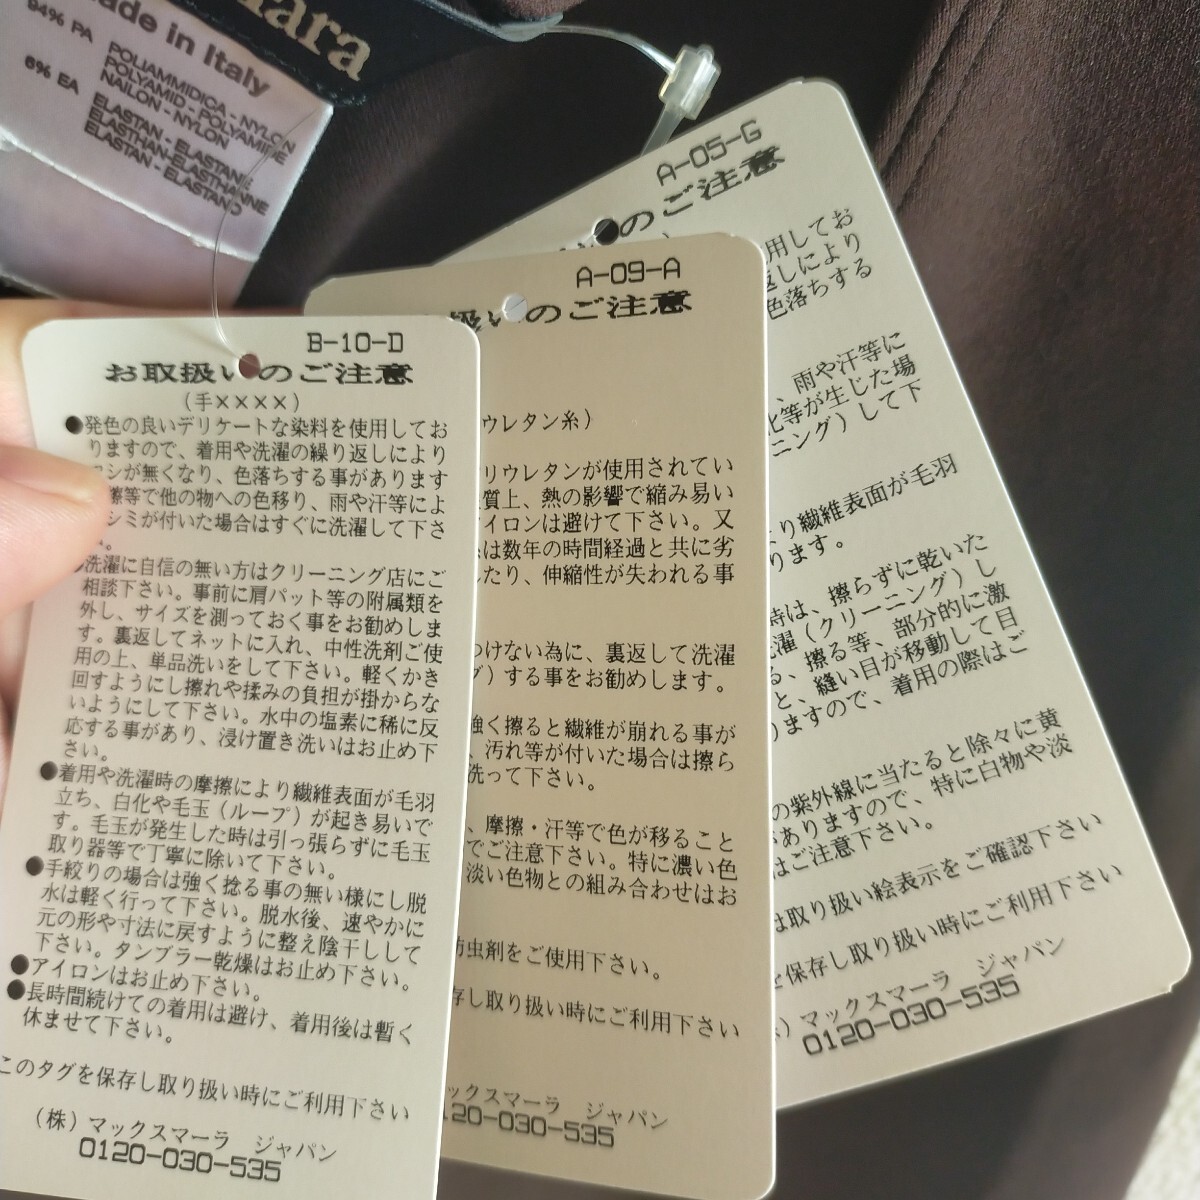 Made in Italy
94% PA POLIAMMIDICA-NYLON
POLYAMID-POLYAMIDE
NAILON-NYLON
6% EA ELASTAN-ELASTANE
ELASTHAN-ELASTHANNE
ELASTAN-ELASTANO
B-10-D
お取扱いのご注意
(手××××)
●発色の良いデリケートな染料を使用してお
りますので、着用や洗濯の繰り返しにより
シが無くなり、色落ちする事があります
擦等で他の物への色移り、雨や汗等によ
シミが付いた場合はすぐに洗濯して下さ
。
洗濯に自信の無い方はクリーニング店にご
相談下さい。事前に肩パット等の附属類を
外し、サイズを測っておく事をお勧めしま
す。裏返してネットに入れ、中性洗剤ご使
用の上、単品洗いをして下さい。軽くかき
回すようにし擦れや揉みの負担が掛からな
いようにして下さい。水中の塩素に稀に反
応する事があり、浸け置き洗いはお止め下
さい。
●着用や洗濯時の摩擦により繊維表面が毛羽
立ち、白化や毛玉(ループ)が起き易いで
す。毛玉が発生した時は引っ張らずに毛玉
取り器等で丁寧に除いて下さい。
●手絞りの場合は強く捻る事の無い様にし脱
水は軽く行って下さい。脱水後、速やかに
元の形や寸法に戻すように整え陰干しして
下さい。タンブラー乾燥はお止め下さい。
●アイロンはお止め下さい。
●長時間続けての着用は避け、着用後は暫く
休ませて下さい。
このタグを保存し取り扱い時にご利用下さい
(株)マックスマーラ ジャパン
0120-030-535
A-09-A
扱いのご注意
ウレタン糸)
リウレタンが使用されてい
質上、熱の影響で縮み易い
イロンは避けて下さい。又
は数年の時間経過と共に劣
たり、伸縮性が失われる事
つけない為に、裏返して洗濯
グ)する事をお勧めします。
強く擦ると繊維が崩れる事が
、汚れ等が付いた場合は擦ら
洗って下さい。
、摩擦・汗等で色が移ること
でご注意下さい。特に濃い色
淡い色物との組み合わせはお
防虫剤をご使用下さい。
存し取り扱い時にご利用下さい
ックスマーラ ジャパン
120-030-535
A-05-G
いのご注意
用してお
返しにより
色落ちする
、雨や汗等に
化等が生じた場
ニング)して下
り繊維表面が毛羽
ります。
時は、擦らずに乾いた
濯(クリーニング)し
る、擦る等、部分的に激
と、縫い目が移動して目
りますので、着用の際はご
の紫外線に当たると除々に黄
がありますので、特に白物や淡
はご注意下さい。
は取り扱い絵表示をご確認下さい
を保存し取り扱い時にご利用下さい
)マックスマーラ ジャパン
0120-030-535